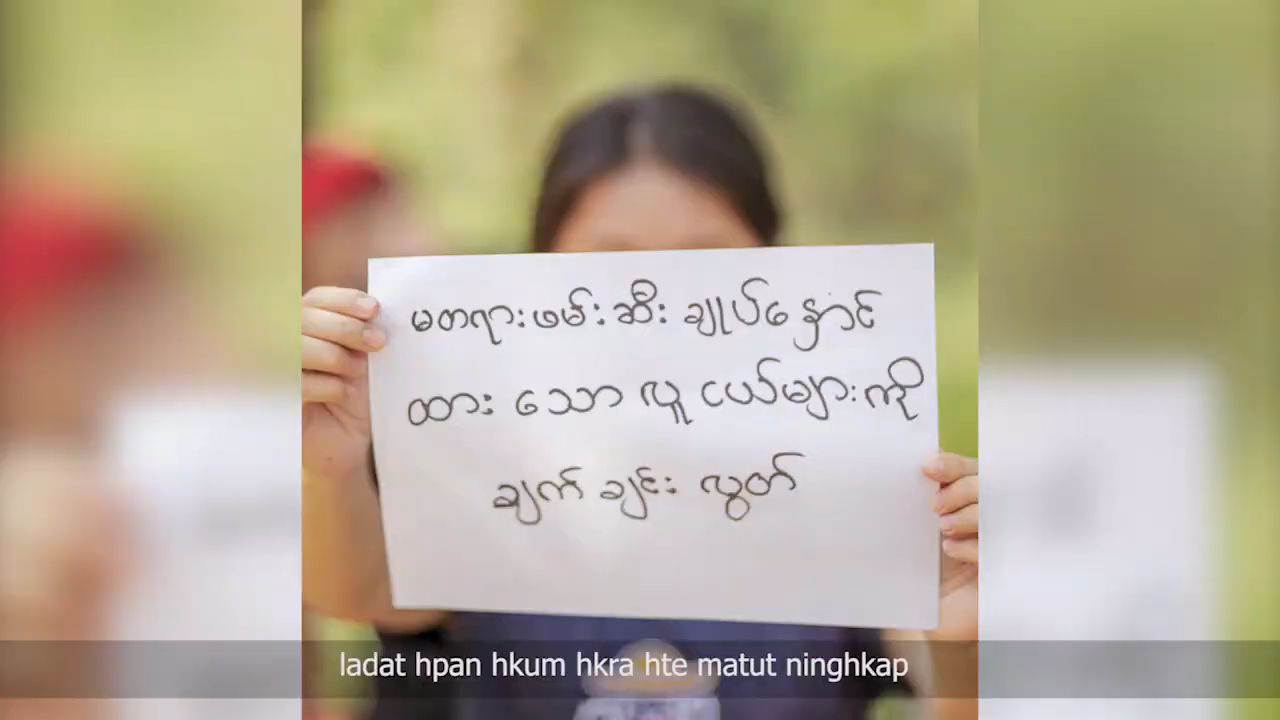 မတရားဖမ်းဆီးချုပ်နှောင်
ထားသောလူငယ်များကို
ချက်ချင်းလွတ်
ladat hpan hkum hkra hte matut ninghkap